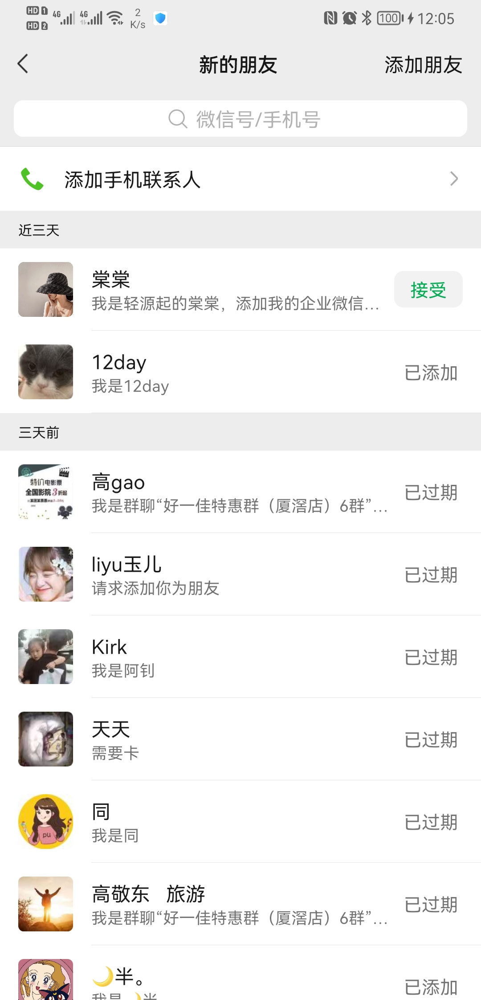 HD 1 4G 4G 2 K/s 100 12:05
HD 2
新的朋友 添加朋友
微信号/手机号
添加手机联系人
近三天
棠棠
我是轻源起的棠棠，添加我的企业微信...
接受
12day
我是12day
已添加
三天前
特价电影票
全国影院3折起
高gao
我是群聊“好一佳特惠群（厦滘店）6群”...
已过期
liyu玉儿
请求添加你为朋友
已过期
Kirk
我是阿钊
已过期
天天
需要卡
已过期
pu
同
我是同
已过期
高敬东 旅游
我是群聊“好一佳特惠群（厦滘店）6群”...
已过期
🌙半。
我是🌙半
已添加